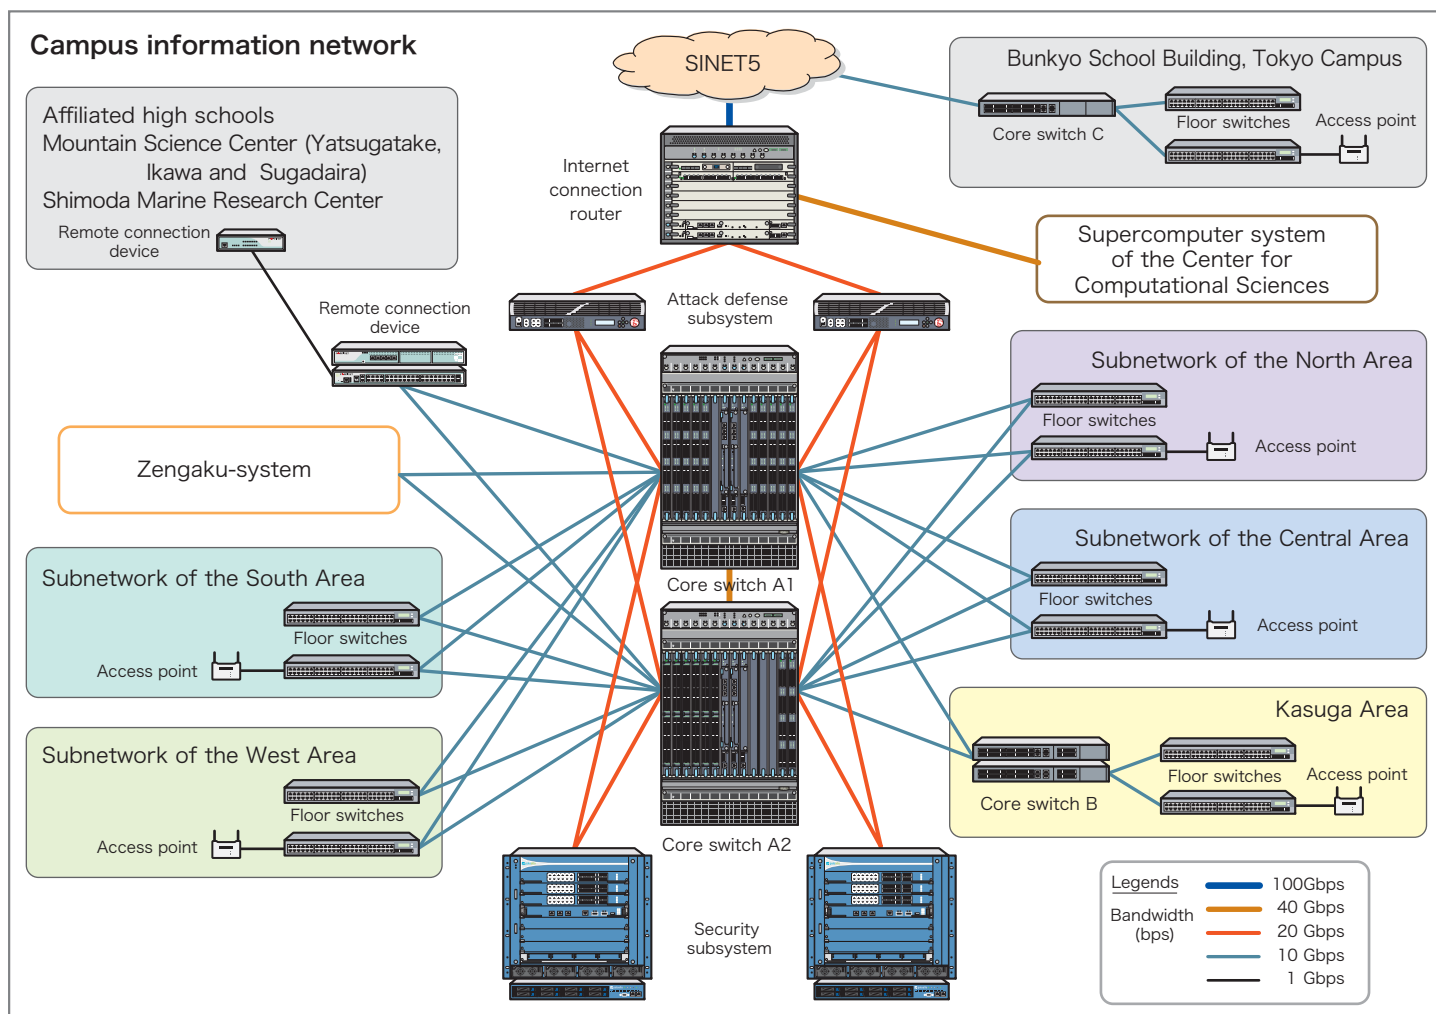 Campus information network
SINET5
Bunkyo School Building, Tokyo Campus
Core switch C
Floor switches
Access point
Affiliated high schools
Mountain Science Center (Yatsugatake,
Ikawa and Sugadaira)
Shimoda Marine Research Center
Remote connection
device
Internet
connection
router
Supercomputer system
of the Center for
Computational Sciences
Remote connection
device
Attack defense
subsystem
Subnetwork of the North Area
Floor switches
Access point
Zengaku-system
Core switch A1
Subnetwork of the Central Area
Floor switches
Access point
Subnetwork of the South Area
Floor switches
Access point
Kasuga Area
Core switch B
Floor switches
Access point
Subnetwork of the West Area
Floor switches
Access point
Core switch A2
Security
subsystem
Legends
Bandwidth
(bps)
100Gbps
40 Gbps
20 Gbps
10 Gbps
1 Gbps